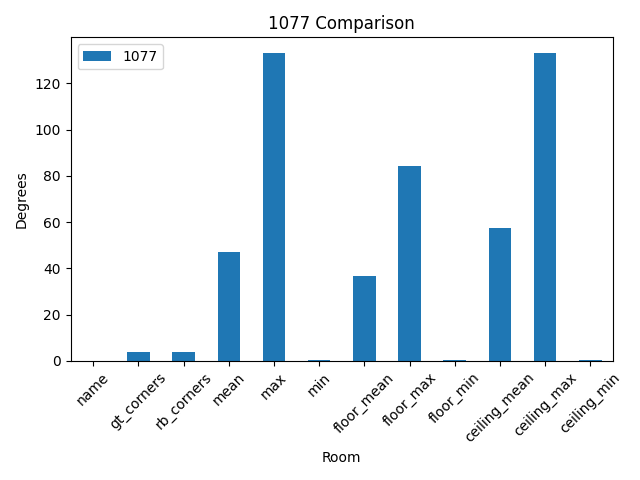 1077 Comparison
1077
120
100
80
60
40
20
0
Degrees
name
gt_corners
rb_corners
mean
max
min
floor_mean
floor_max
floor_min
ceiling_mean
ceiling_max
ceiling_min
Room